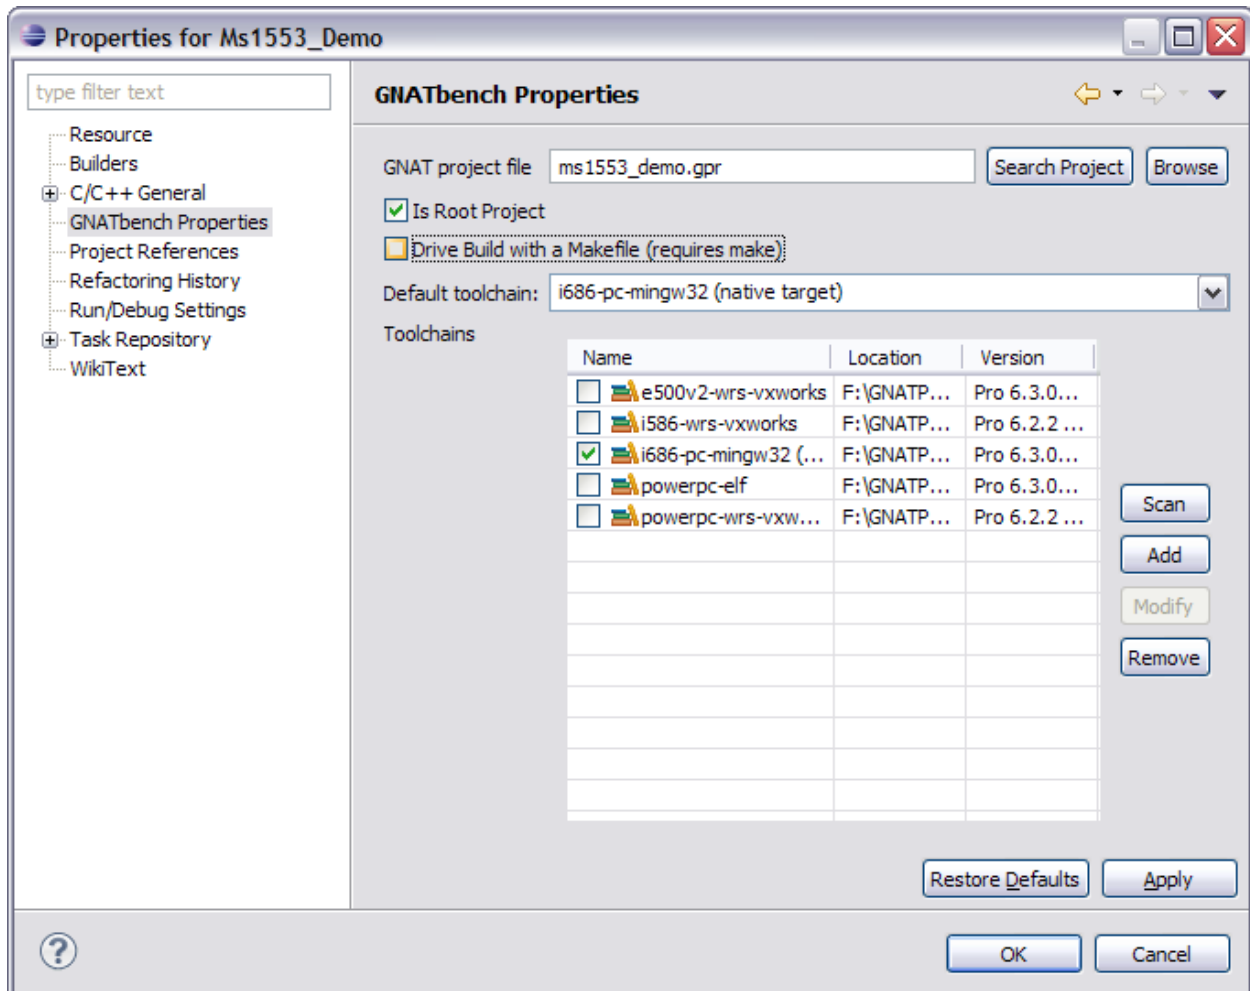 Properties for Ms1553_Demo
type filter text
Resource
Builders
C/C++ General
GNATbench Properties
Project References
Refactoring History
Run/Debug Settings
Task Repository
WikiText
GNATbench Properties
GNAT project file ms1553_demo.gpr Search Project Browse
Is Root Project
Drive Build with a Makefile (requires make)
Default toolchain: i686-pc-mingw32 (native target)
Toolchains
Name Location Version
e500v2-wrs-vxworks F:\GNATP... Pro 6.3.0...
i586-wrs-vxworks F:\GNATP... Pro 6.2.2 ...
i686-pc-mingw32 (... F:\GNATP... Pro 6.3.0...
powerpc-elf F:\GNATP... Pro 6.3.0...
powerpc-wrs-vxw... F:\GNATP... Pro 6.2.2 ...
Scan
Add
Modify
Remove
Restore Defaults Apply
? OK Cancel